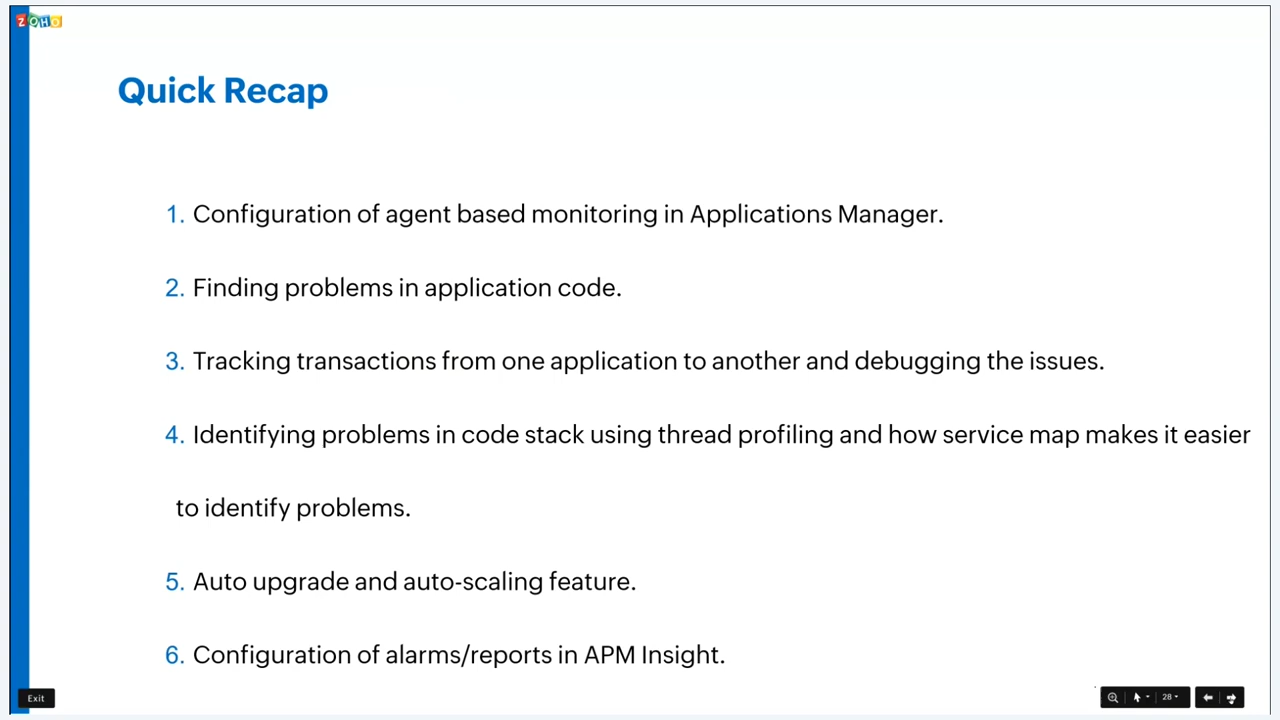 ZOHO
Quick Recap
1. Configuration of agent based monitoring in Applications Manager.
2. Finding problems in application code.
3. Tracking transactions from one application to another and debugging the issues.
4. Identifying problems in code stack using thread profiling and how service map makes it easier
to identify problems.
5. Auto upgrade and auto-scaling feature.
6. Configuration of alarms/reports in APM Insight.
Exit
28